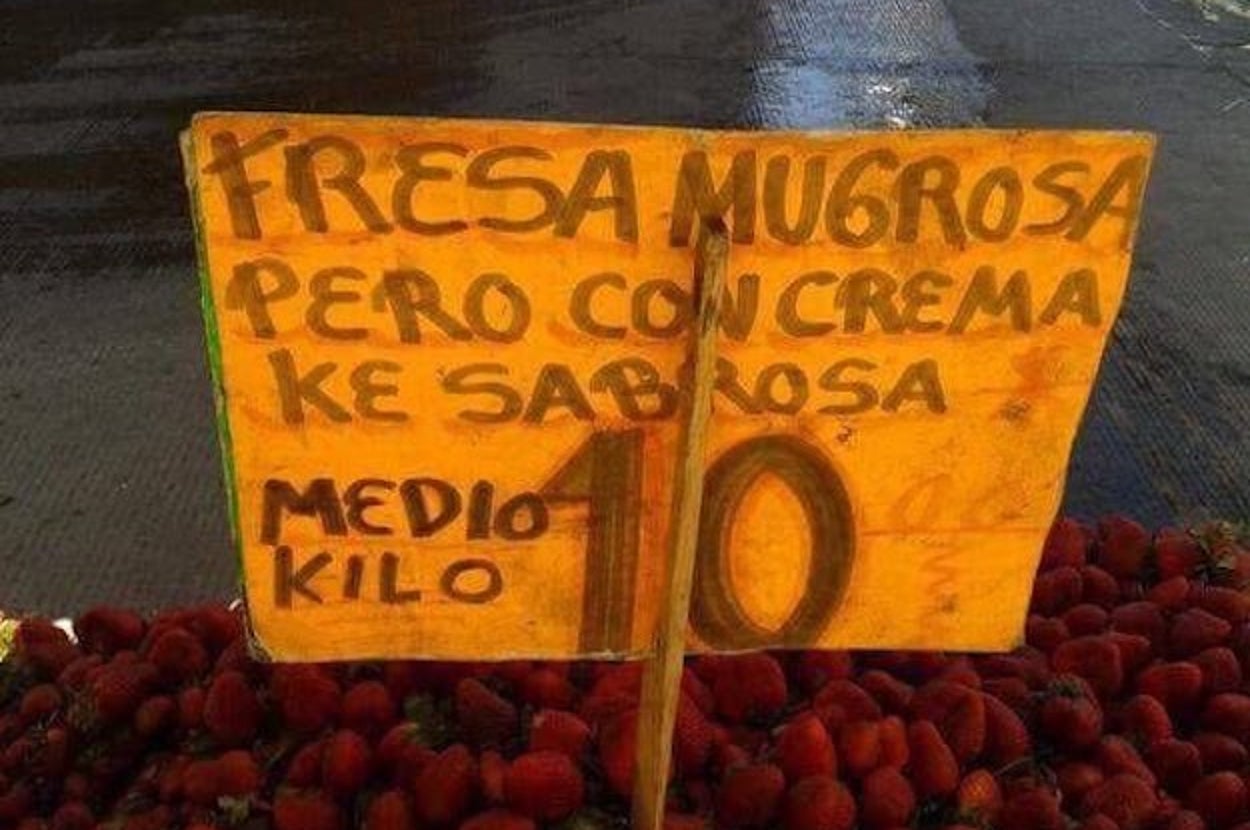 FRESA MUGROSA
PERO CON CREMA
KE SABROSA
MEDIO 10
KILO